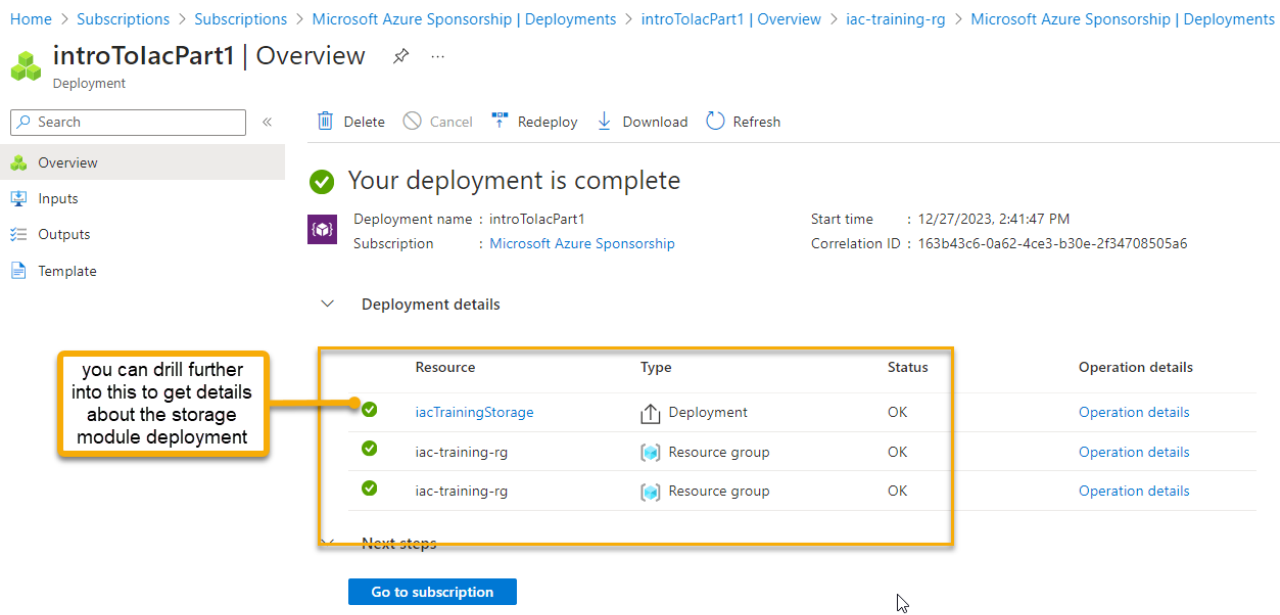 Home > Subscriptions > Subscriptions > Microsoft Azure Sponsorship | Deployments > introToIacPart1 | Overview > iac-training-rg > Microsoft Azure Sponsorship | Deployments
introToIacPart1 | Overview ...
Deployment
Search «
Overview
Inputs
Outputs
Template
Delete Cancel Redeploy Download Refresh
Your deployment is complete
Deployment name : introToIacPart1 Start time : 12/27/2023, 2:41:47 PM
Subscription : Microsoft Azure Sponsorship Correlation ID : 163b43c6-0a62-4ce3-b30e-2f34708505a6
Deployment details
you can drill further
into this to get details
about the storage
module deployment
Resource Type Status Operation details
iacTrainingStorage Deployment OK Operation details
iac-training-rg Resource group OK Operation details
iac-training-rg Resource group OK Operation details
Next steps
Go to subscription